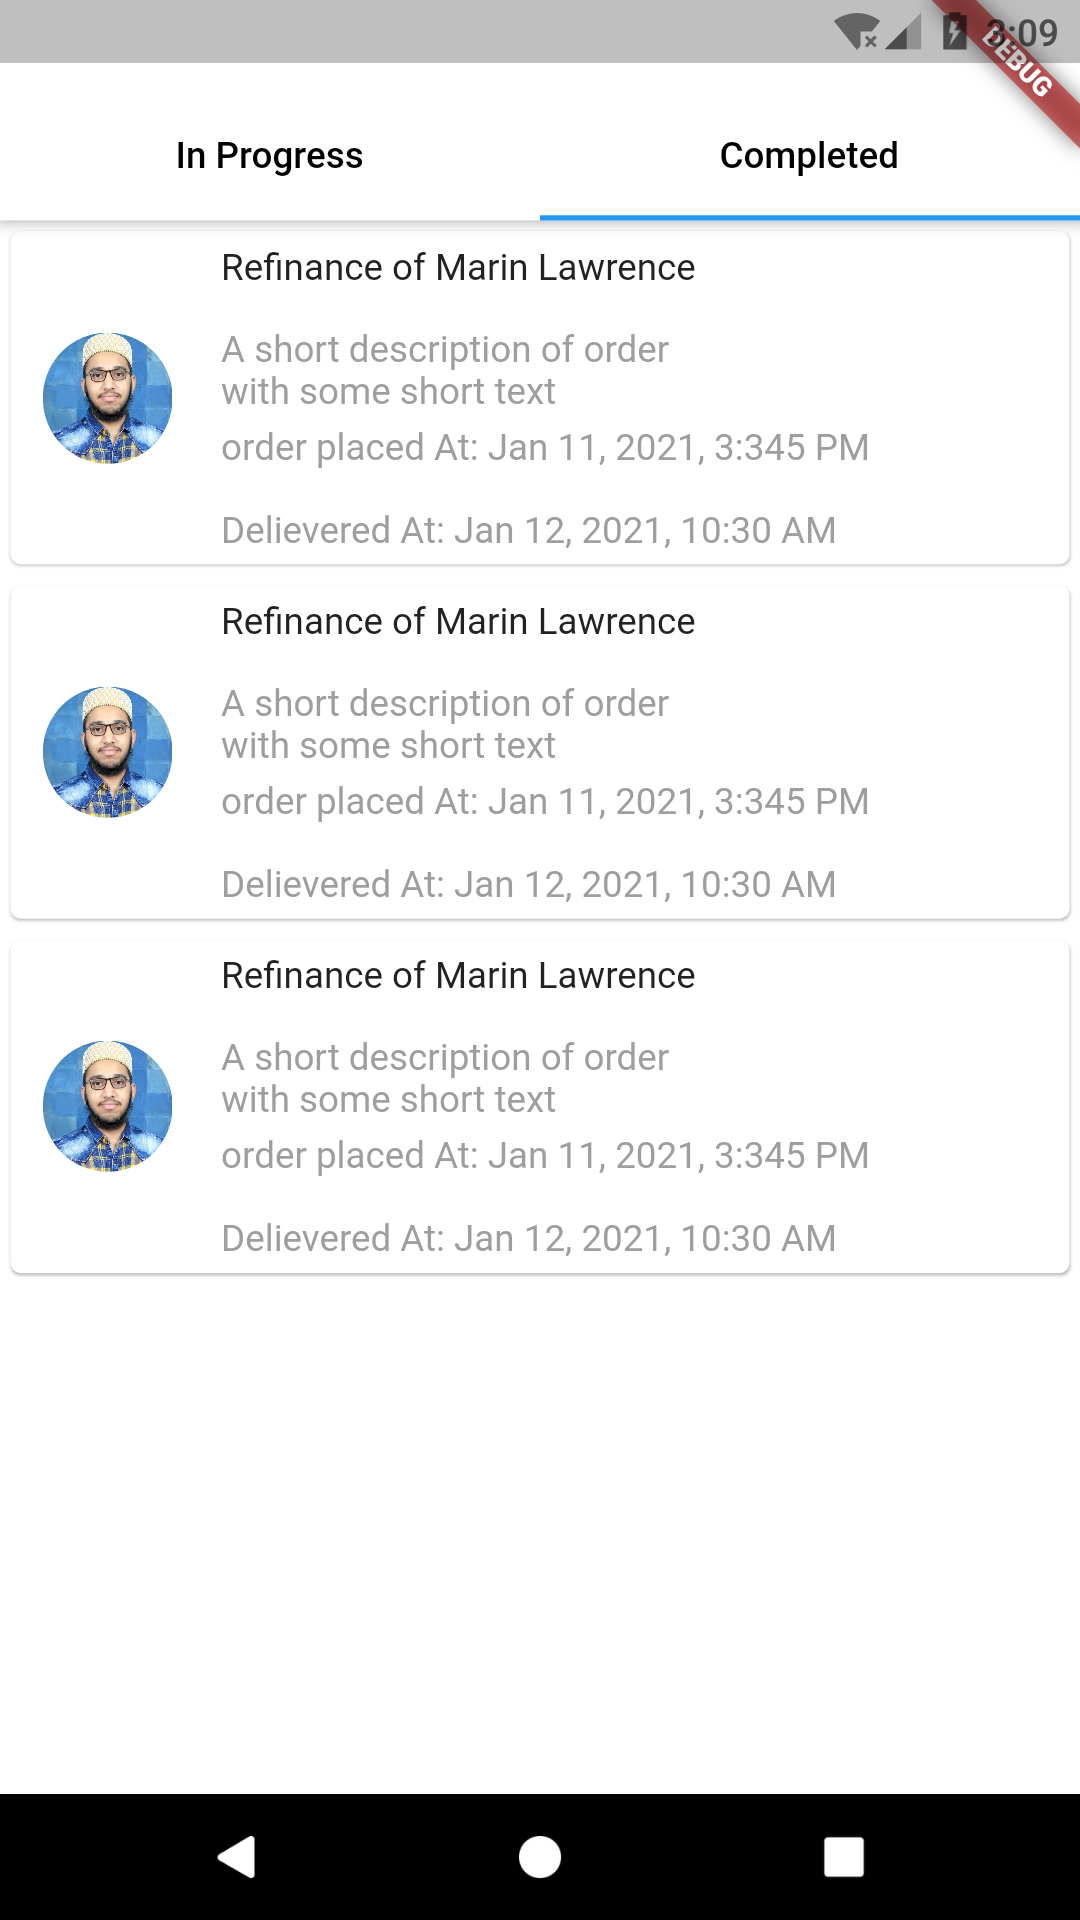 3:09
DEBUG
In Progress
Completed
Refinance of Marin Lawrence
A short description of order
with some short text
order placed At: Jan 11, 2021, 3:345 PM
Delievered At: Jan 12, 2021, 10:30 AM
Refinance of Marin Lawrence
A short description of order
with some short text
order placed At: Jan 11, 2021, 3:345 PM
Delievered At: Jan 12, 2021, 10:30 AM
Refinance of Marin Lawrence
A short description of order
with some short text
order placed At: Jan 11, 2021, 3:345 PM
Delievered At: Jan 12, 2021, 10:30 AM